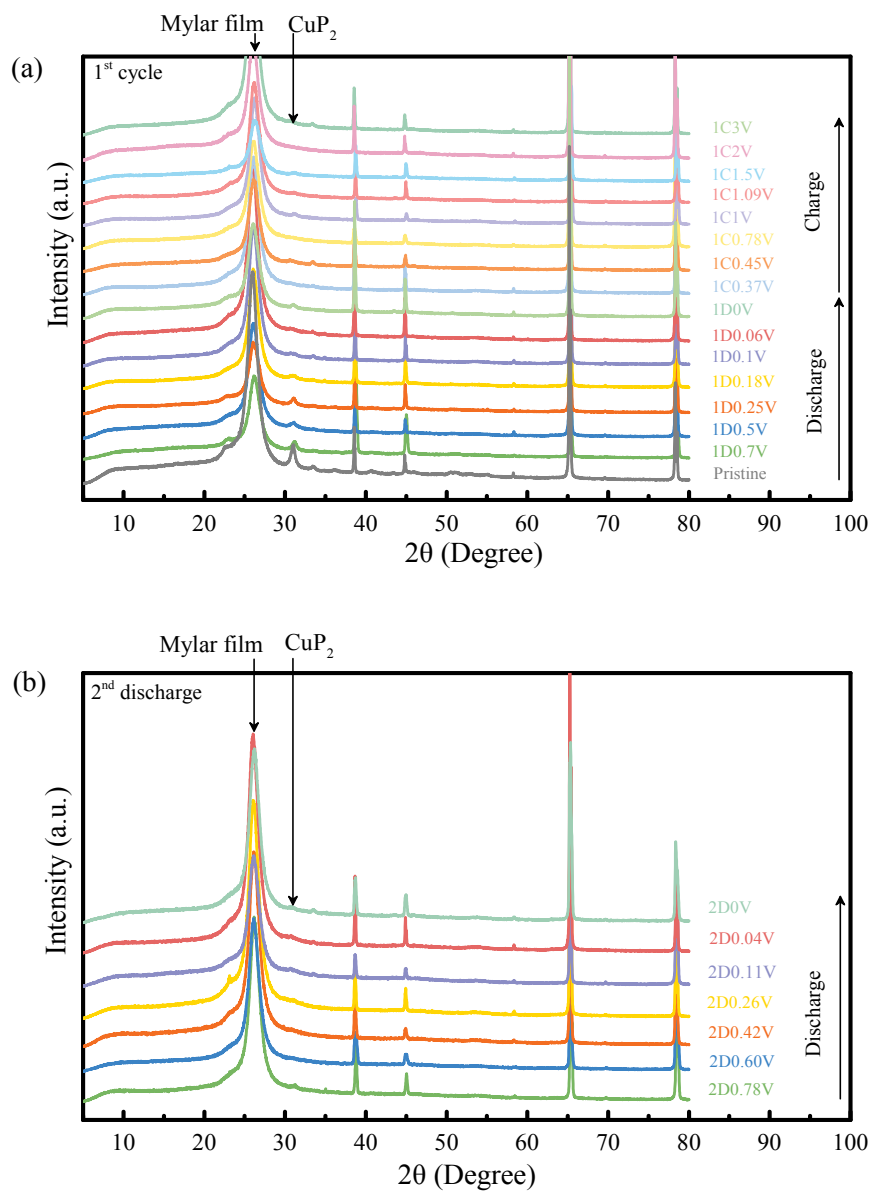 Mylar film CuP₂
(a)
1ˢᵗ cycle
1C3V
1C2V
1C1.5V
1C1.09V
1C1V
1C0.78V
1C0.45V
1C0.37V
1D0V
1D0.06V
1D0.1V
1D0.18V
1D0.25V
1D0.5V
1D0.7V
Pristine
Charge
Discharge
Intensity (a.u.)
10 20 30 40 50 60 70 80 90 100
2θ (Degree)
Mylar film CuP₂
(b)
2ⁿᵈ discharge
2D0V
2D0.04V
2D0.11V
2D0.26V
2D0.42V
2D0.60V
2D0.78V
Discharge
Intensity (a.u.)
10 20 30 40 50 60 70 80 90 100
2θ (Degree)